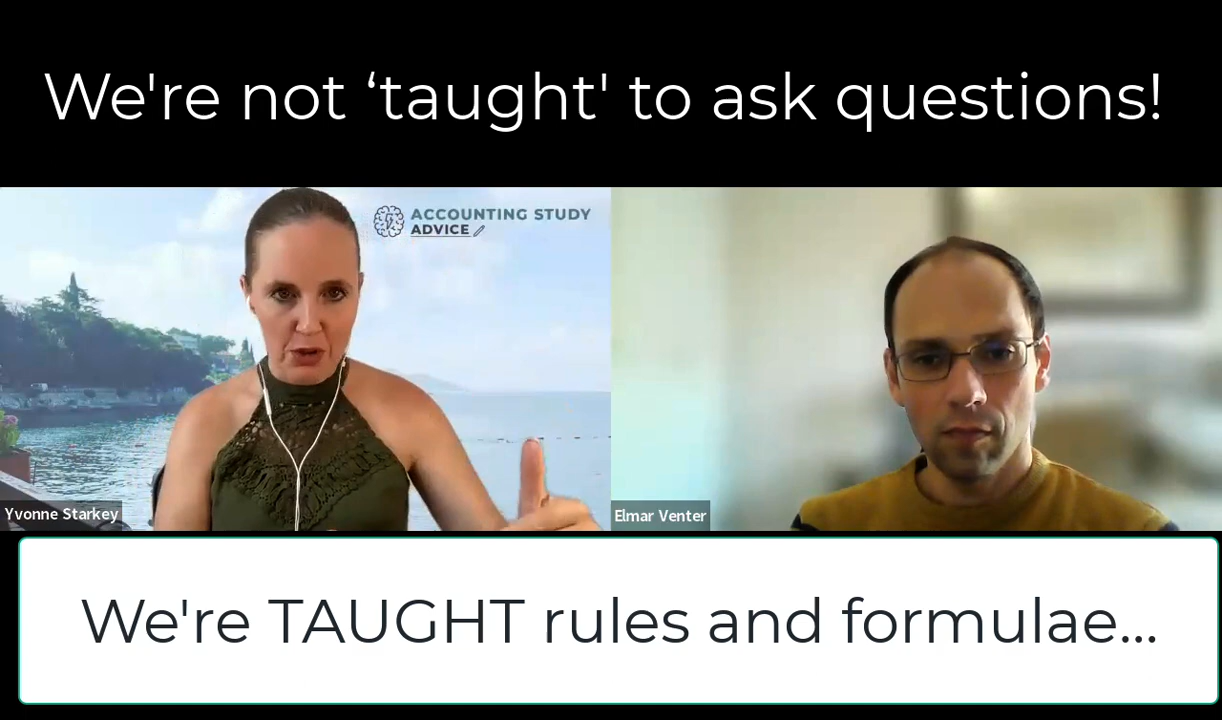 We're not ‘taught' to ask questions!
ACCOUNTING STUDY
ADVICE
Yvonne Starkey
Elmar Venter
We're TAUGHT rules and formulae...